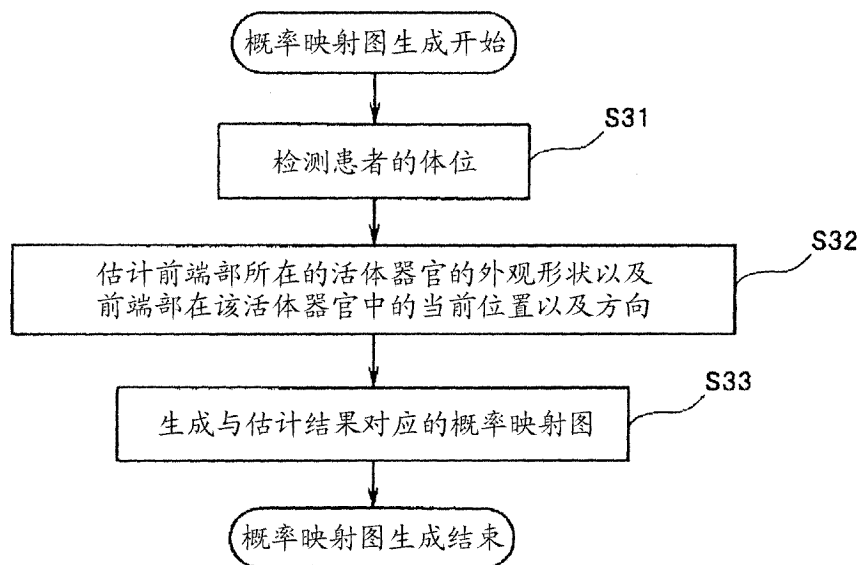 概率映射图生成开始
S31
检测患者的体位
S32
估计前端部所在的活体器官的外观形状以及
前端部在该活体器官中的当前位置以及方向
S33
生成与估计结果对应的概率映射图
概率映射图生成结束